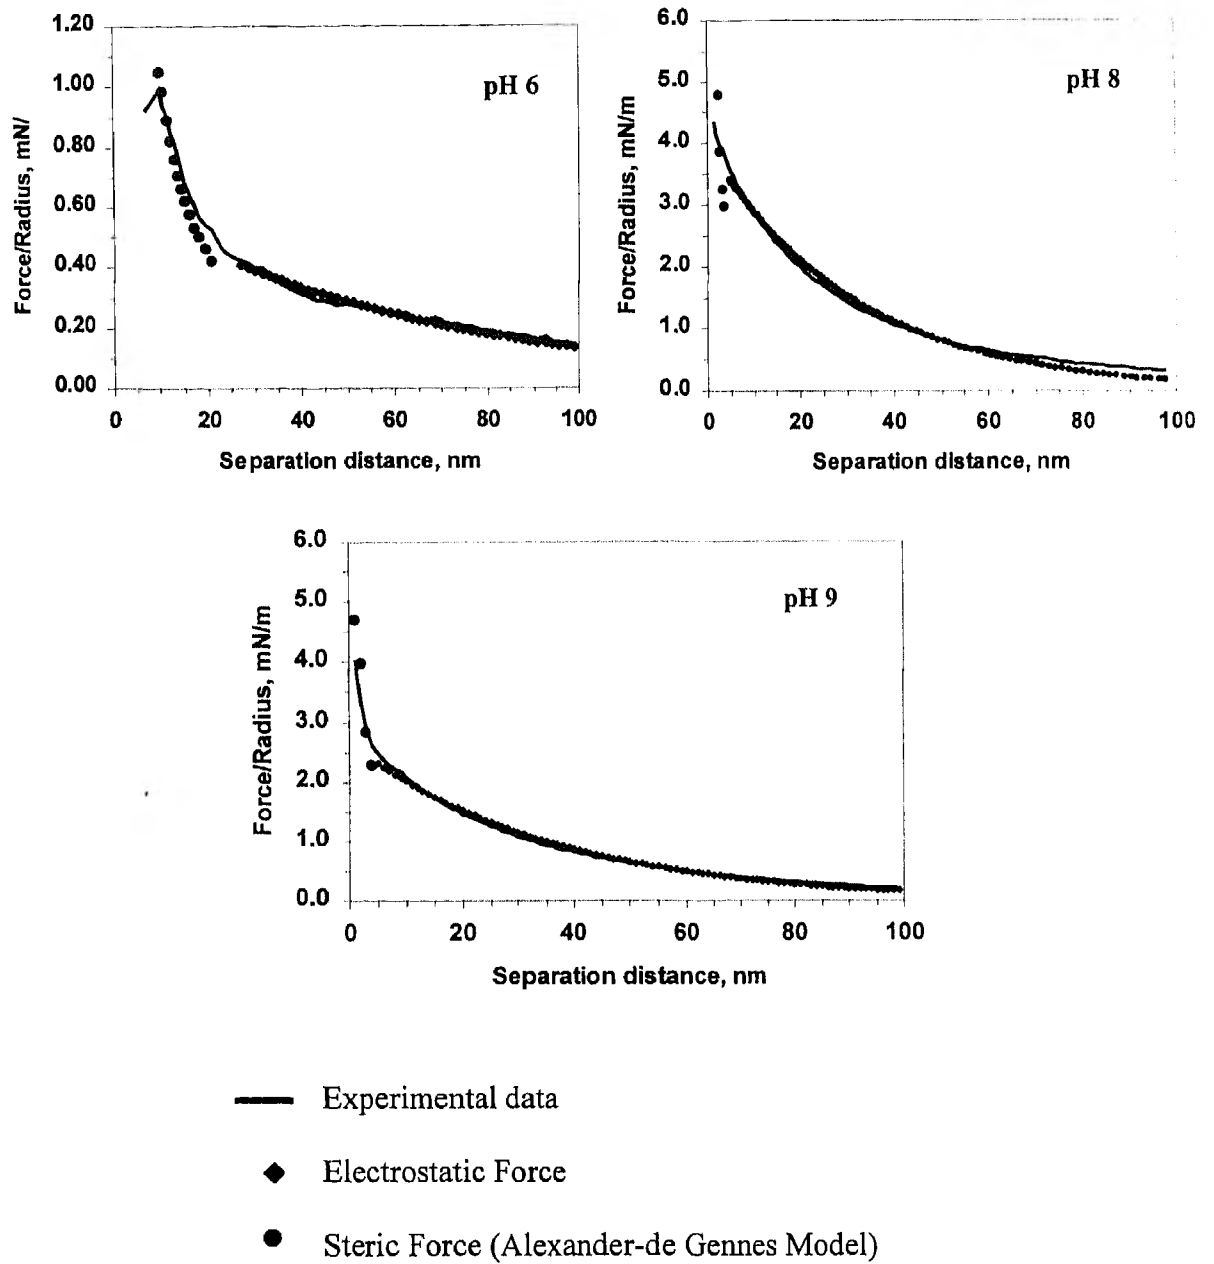 pH 6
1.20
1.00
0.80
0.60
0.40
0.20
0.00
Force/Radius, mN/
0 20 40 60 80 100
Separation distance, nm
pH 8
6.0
5.0
4.0
3.0
2.0
1.0
0.0
Force/Radius, mN/m
0 20 40 60 80 100
Separation distance, nm
pH 9
6.0
5.0
4.0
3.0
2.0
1.0
0.0
Force/Radius, mN/m
0 20 40 60 80 100
Separation distance, nm
Experimental data
Electrostatic Force
Steric Force (Alexander-de Gennes Model)